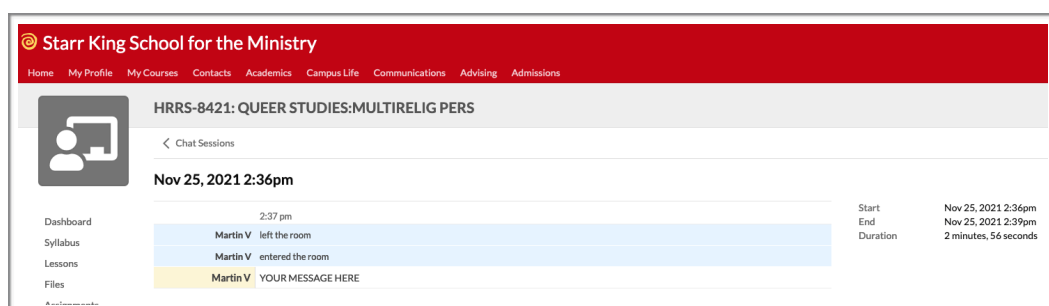 Starr King School for the Ministry
Home My Profile My Courses Contacts Academics Campus Life Communications Advising Admissions
HRRS-8421: QUEER STUDIES:MULTIRELIG PERS
Chat Sessions
Nov 25, 2021 2:36pm
2:37 pm
Martin V left the room
Martin V entered the room
Martin V YOUR MESSAGE HERE
Start Nov 25, 2021 2:36pm
End Nov 25, 2021 2:39pm
Duration 2 minutes, 56 seconds
Dashboard
Syllabus
Lessons
Files
Assignments